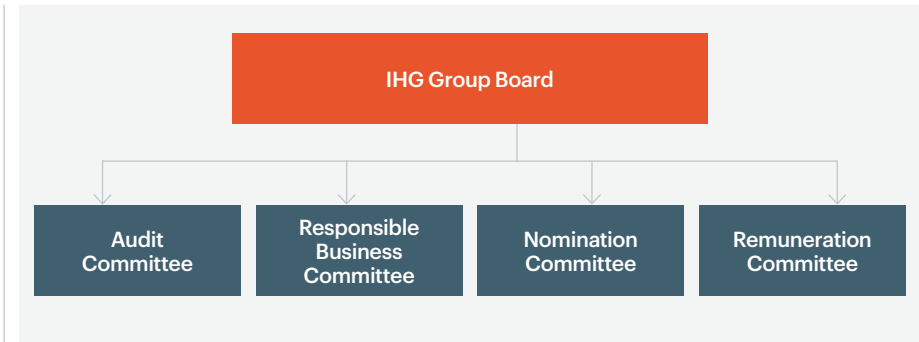 IHG Group Board
Audit
Committee
Responsible
Business
Committee
Nomination
Committee
Remuneration
Committee